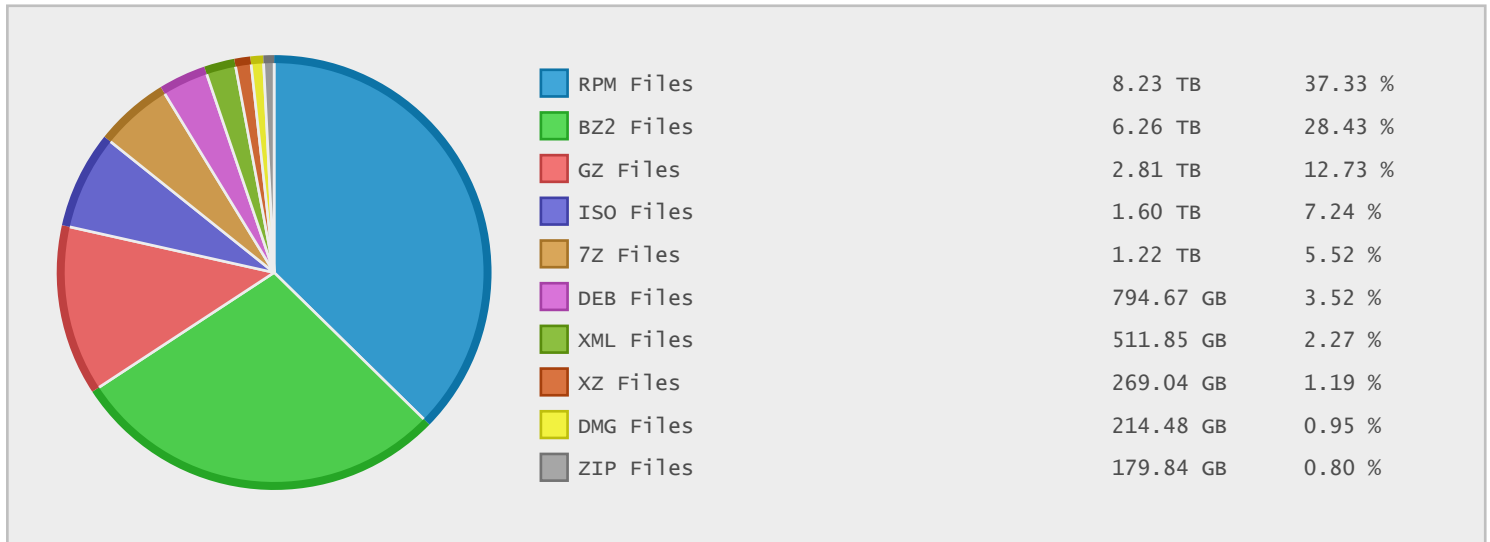 RPM Files 8.23 TB 37.33 %
BZ2 Files 6.26 TB 28.43 %
GZ Files 2.81 TB 12.73 %
ISO Files 1.60 TB 7.24 %
7Z Files 1.22 TB 5.52 %
DEB Files 794.67 GB 3.52 %
XML Files 511.85 GB 2.27 %
XZ Files 269.04 GB 1.19 %
DMG Files 214.48 GB 0.95 %
ZIP Files 179.84 GB 0.80 %